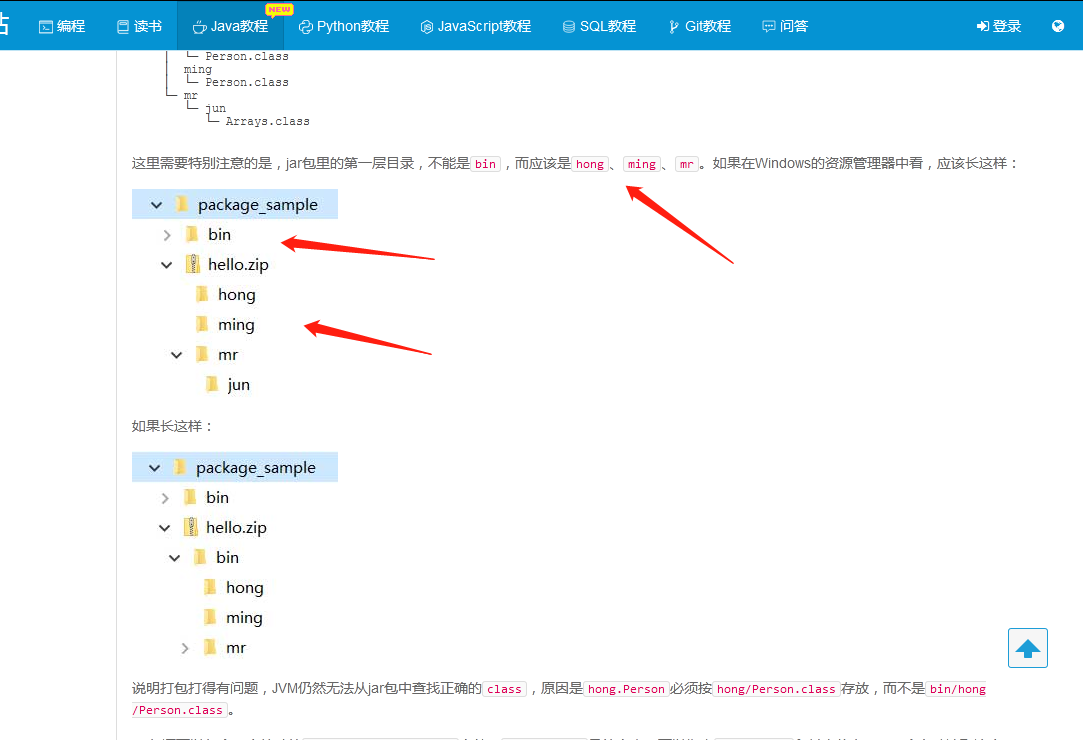 站 编程 读书 Java教程 NEW Python教程 JavaScript教程 SQL教程 Git教程 问答 登录
└─ Person.class
ming
└─ Person.class
└─ mr
└─ jun
└─ Arrays.class
这里需要特别注意的是，jar包里的第一层目录，不能是bin，而应该是hong、ming、mr。如果在Windows的资源管理器中看，应该长这样：
package_sample
bin
hello.zip
hong
ming
mr
jun
如果长这样：
package_sample
bin
hello.zip
bin
hong
ming
mr
说明打包打得有问题，JVM仍然无法从jar包中查找正确的class，原因是hong.Person必须按hong/Person.class存放，而不是bin/hong
/Person.class。